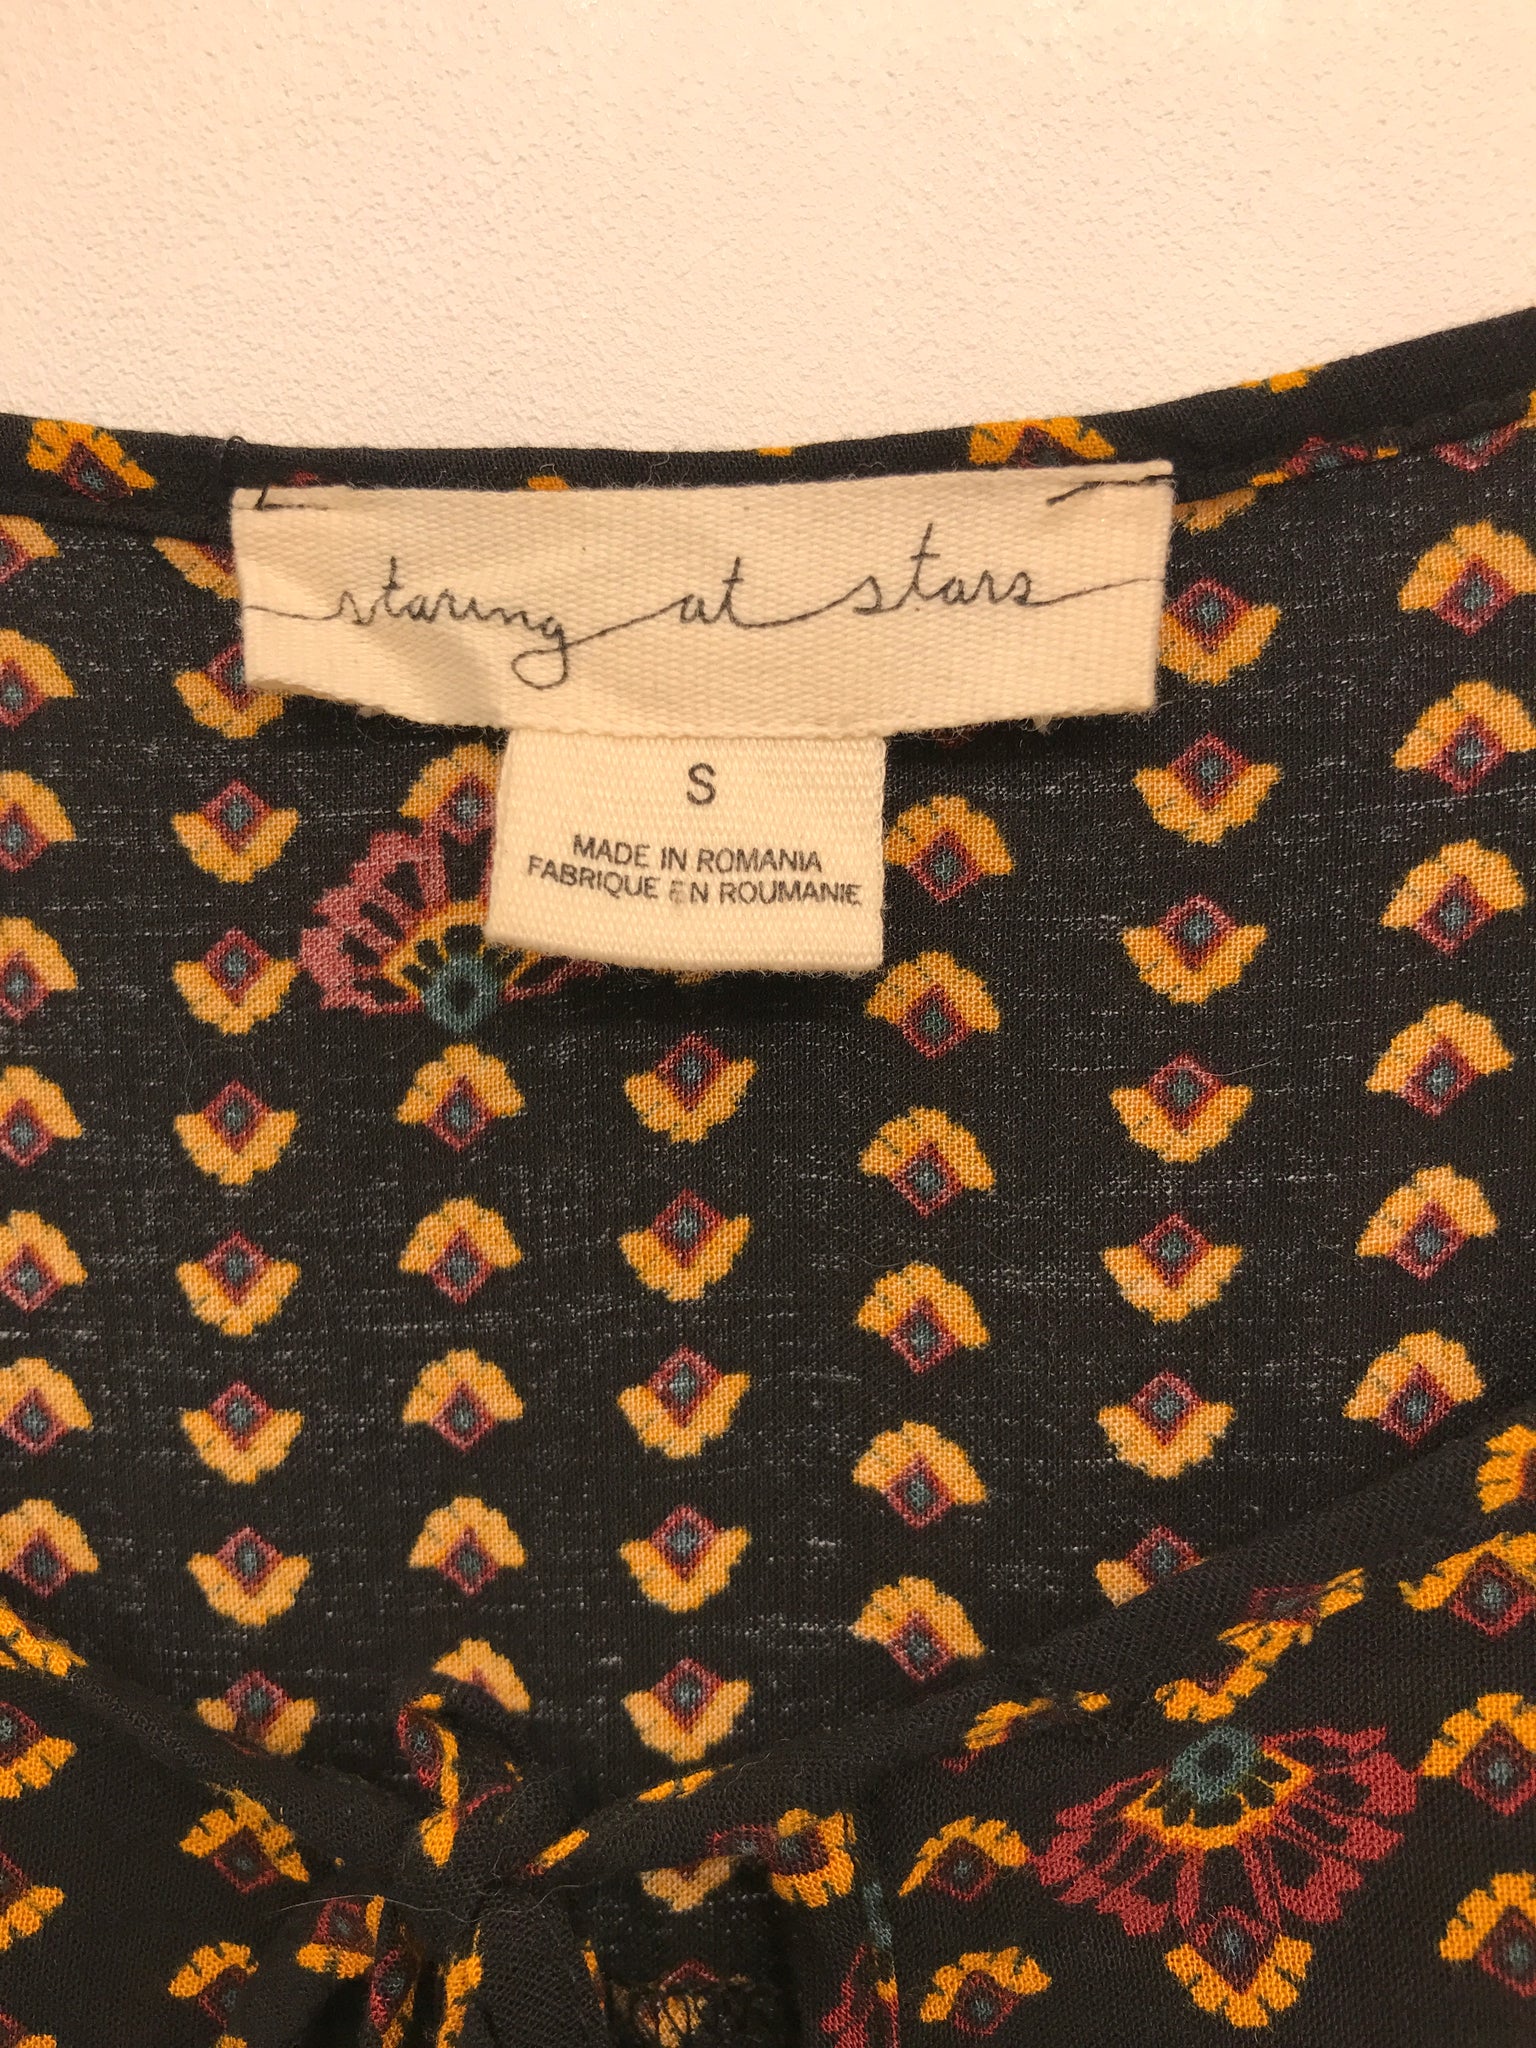 staring at stars
S
MADE IN ROMANIA
FABRIQUE EN ROUMANIE